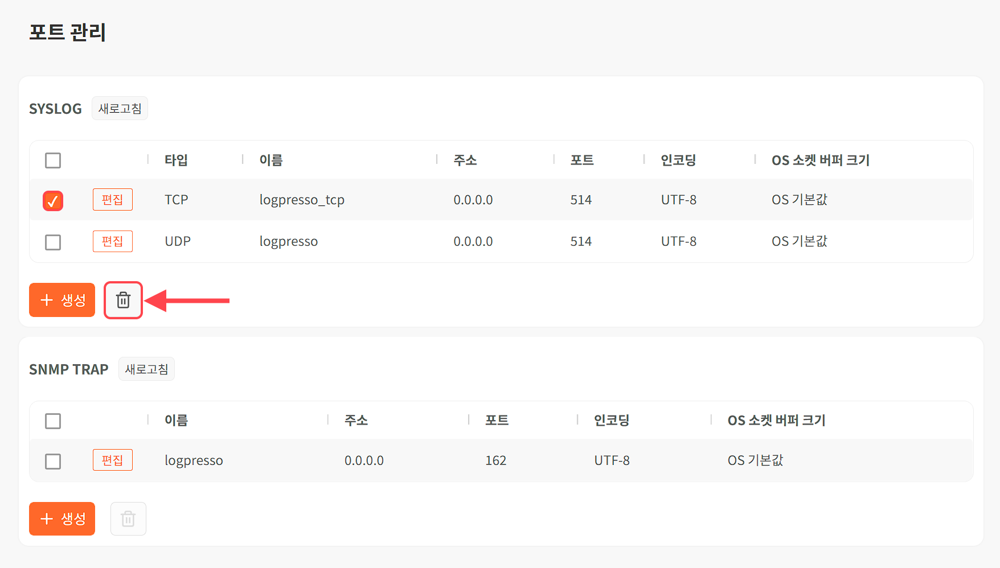 포트 관리
SYSLOG 새로고침
타입 이름 주소 포트 인코딩 OS 소켓 버퍼 크기
편집 TCP logpresso_tcp 0.0.0.0 514 UTF-8 OS 기본값
편집 UDP logpresso 0.0.0.0 514 UTF-8 OS 기본값
+ 생성
SNMP TRAP 새로고침
이름 주소 포트 인코딩 OS 소켓 버퍼 크기
편집 logpresso 0.0.0.0 162 UTF-8 OS 기본값
+ 생성